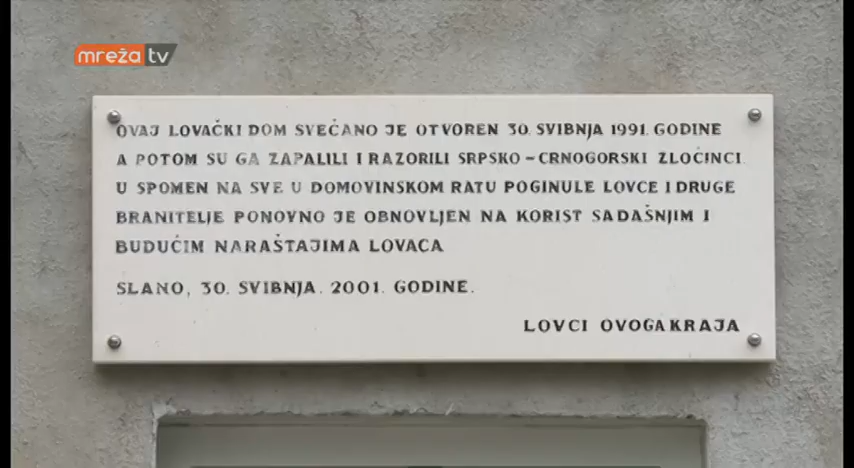 mreža tv
OVAJ LOVAČKI DOM SVEČANO JE OTVOREN 30. SVIBNJA 1991. GODINE
A POTOM SU GA ZAPALILI I RAZORILI SRPSKO-CRNOGORSKI ZLOČINCI
U SPOMEN NA SVE U DOMOVINSKOM RATU POGINULE LOVCE I DRUGE
BRANITELJE PONOVNO JE OBNOVLJEN NA KORIST SADAŠNJIM I
BUDUĆIM NARAŠTAJIMA LOVACA
SLANO, 30. SVIBNJA. 2001. GODINE.
LOVCI OVOGA KRAJA